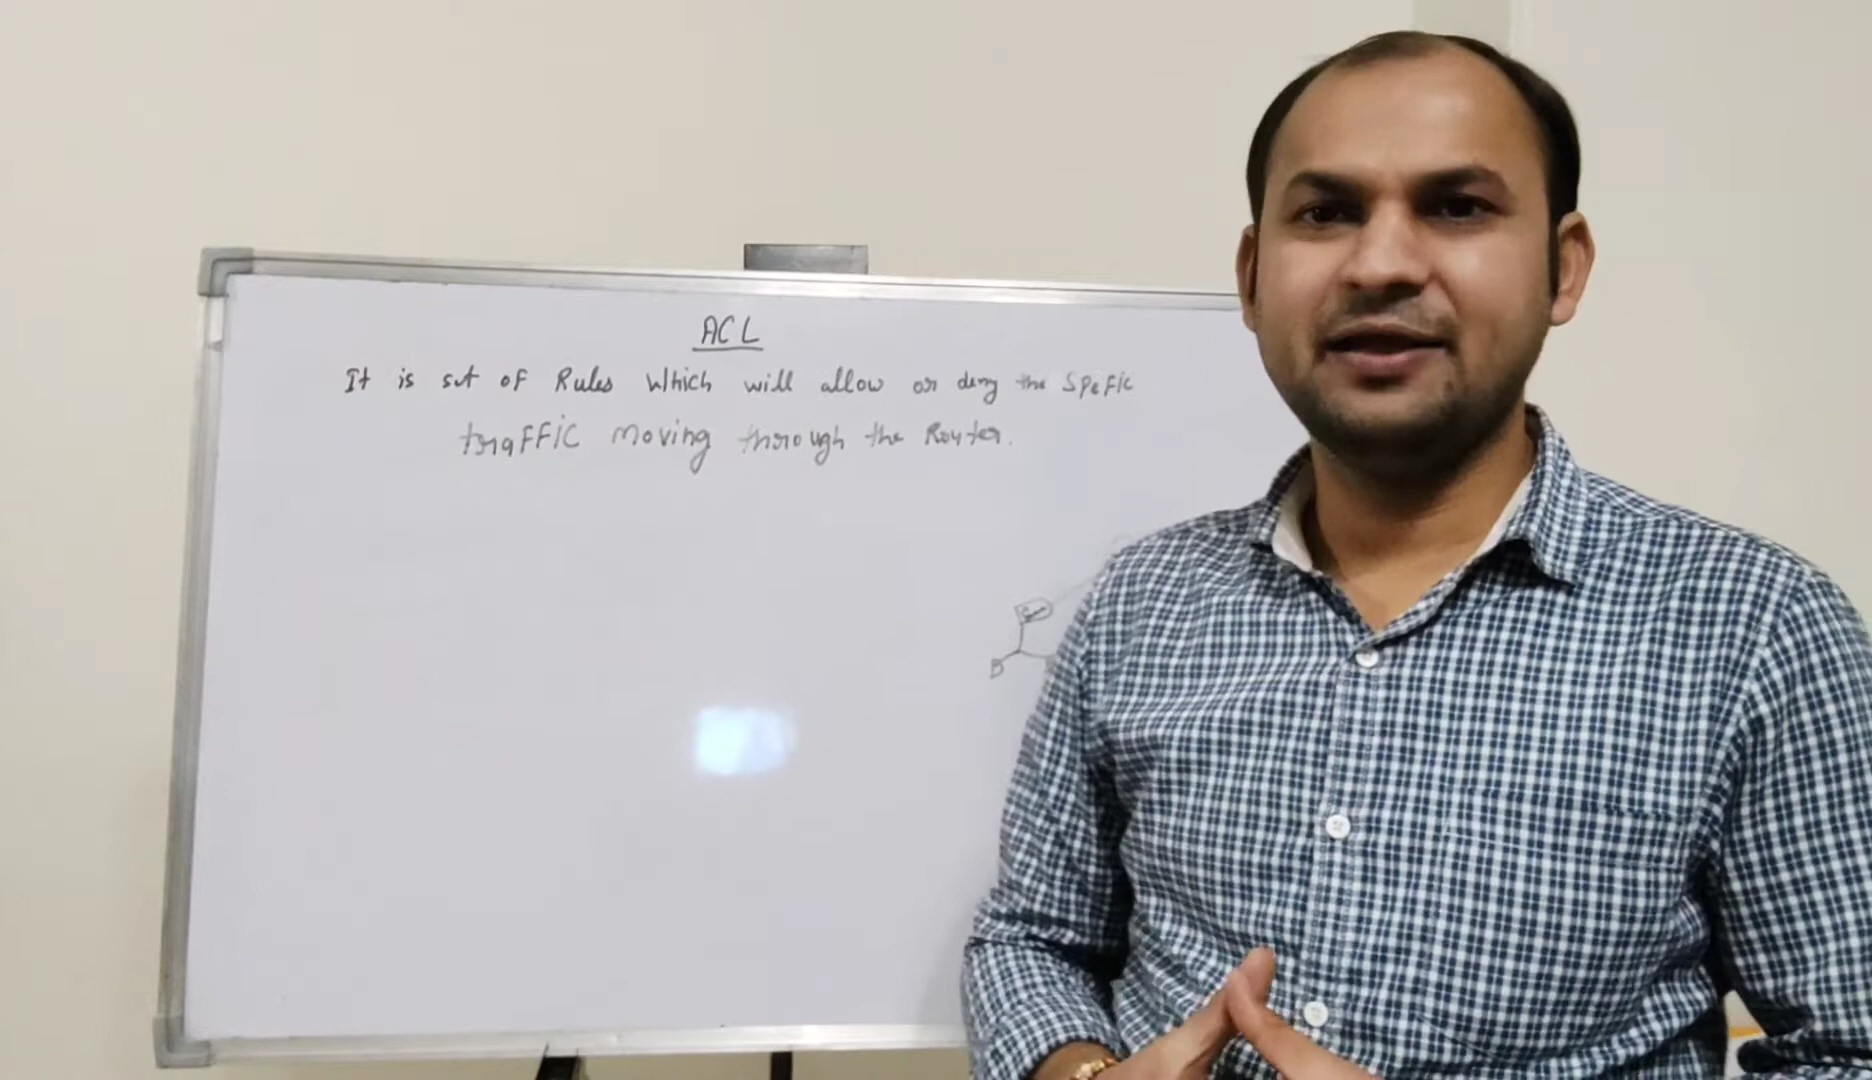 ACL
It is set of Rules Which will allow or deny the Spefic
traffic moving through the Router.
B